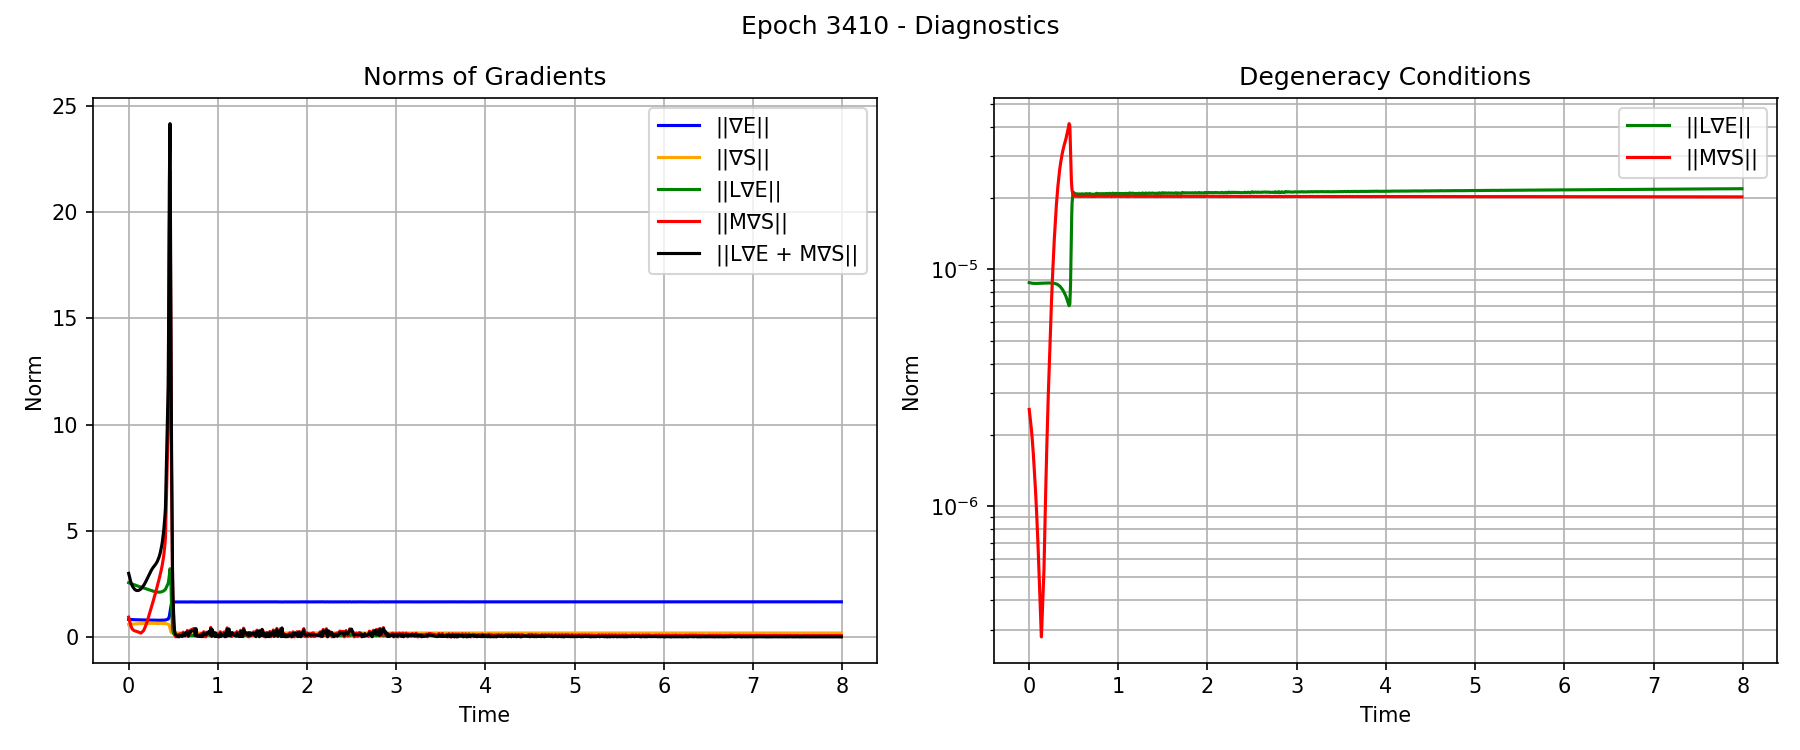 Epoch 3410 - Diagnostics
Norms of Gradients
25
20
15
10
5
0
Norm
||∇E||
||∇S||
||L∇E||
||M∇S||
||L∇E + M∇S||
0 1 2 3 4 5 6 7 8
Time
Degeneracy Conditions
10⁻⁵
10⁻⁶
Norm
||L∇E||
||M∇S||
0 1 2 3 4 5 6 7 8
Time